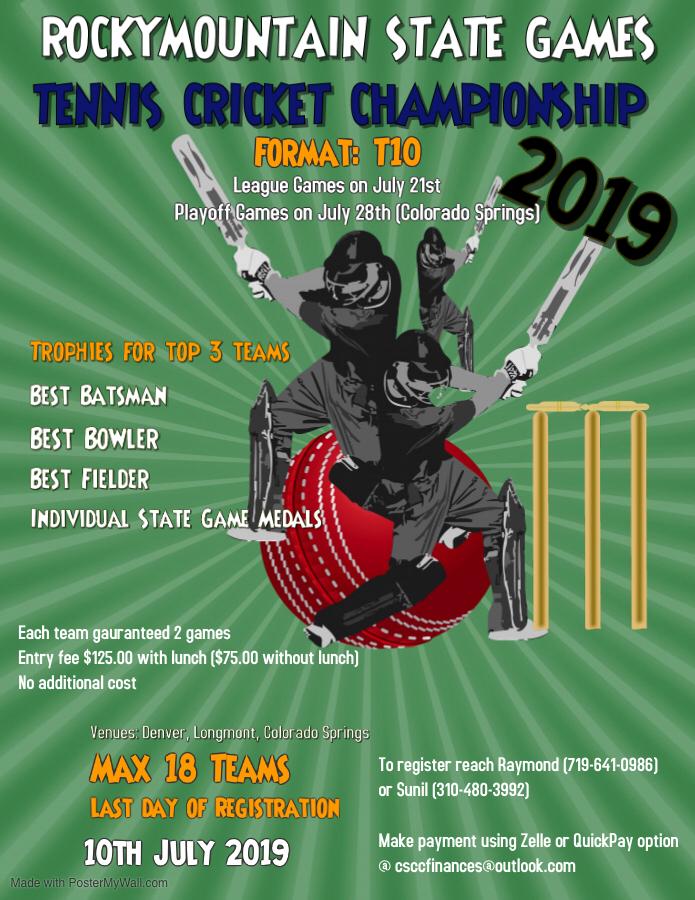 ROCKYMOUNTAIN STATE GAMES
TENNIS CRICKET CHAMPIONSHIP
2019
FORMAT: T10
League Games on July 21st
Playoff Games on July 28th (Colorado Springs)
TROPHIES FOR TOP 3 TEAMS
BEST BATSMAN
BEST BOWLER
BEST FIELDER
INDIVIDUAL STATE GAME MEDALS
Each team gauranteed 2 games
Entry fee $125.00 with lunch ($75.00 without lunch)
No additional cost
Venues: Denver, Longmont, Colorado Springs
MAX 18 TEAMS
LAST DAY OF REGISTRATION
10TH JULY 2019
To register reach Raymond (719-641-0986)
or Sunil (310-480-3992)
Make payment using Zelle or QuickPay option
@ csccfinances@outlook.com
Made with PosterMyWall.com